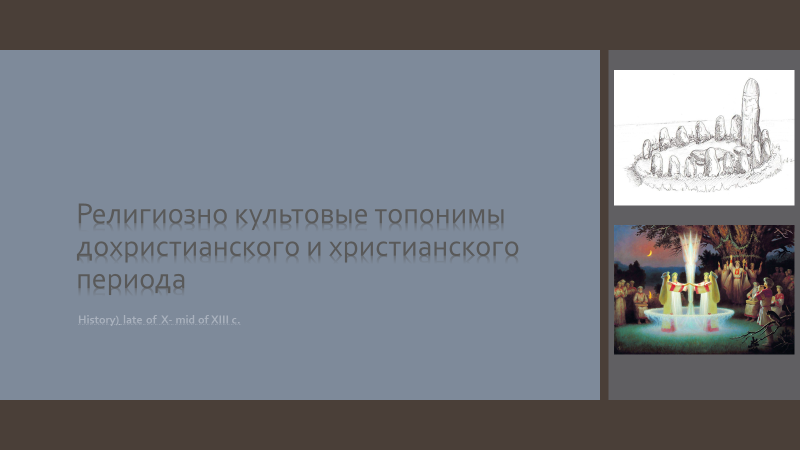 Религиозно культовые топонимы
дохристианского и христианского
периода
History) late of X- mid of XIII c.